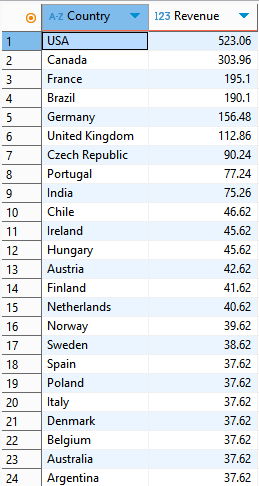 A-Z Country 123 Revenue
1 USA 523.06
2 Canada 303.96
3 France 195.1
4 Brazil 190.1
5 Germany 156.48
6 United Kingdom 112.86
7 Czech Republic 90.24
8 Portugal 77.24
9 India 75.26
10 Chile 46.62
11 Ireland 45.62
12 Hungary 45.62
13 Austria 42.62
14 Finland 41.62
15 Netherlands 40.62
16 Norway 39.62
17 Sweden 38.62
18 Spain 37.62
19 Poland 37.62
20 Italy 37.62
21 Denmark 37.62
22 Belgium 37.62
23 Australia 37.62
24 Argentina 37.62